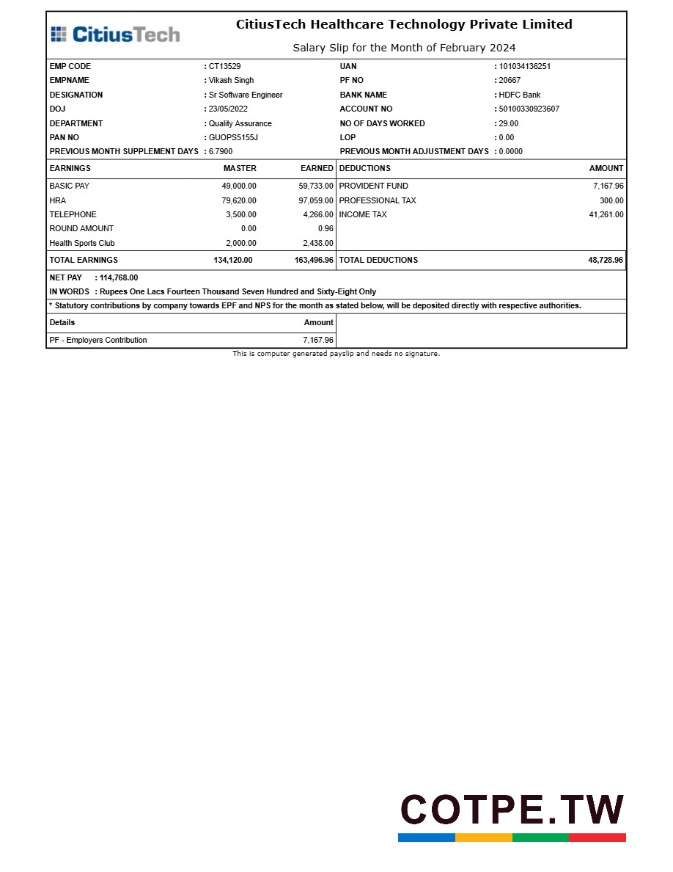 CitiusTech
CitiusTech Healthcare Technology Private Limited
Salary Slip for the Month of February 2024
EMP CODE : CT13529 UAN : 101034136251
EMPNAME : Vikash Singh PF NO : 20667
DESIGNATION : Sr Software Engineer BANK NAME : HDFC Bank
DOJ : 23/05/2022 ACCOUNT NO : 50100330923607
DEPARTMENT : Quality Assurance NO OF DAYS WORKED : 29.00
PAN NO : GUOPS5155J LOP : 0.00
PREVIOUS MONTH SUPPLEMENT DAYS : 6.7900 PREVIOUS MONTH ADJUSTMENT DAYS : 0.0000
EARNINGS MASTER EARNED DEDUCTIONS AMOUNT
BASIC PAY 49,000.00 59,733.00 PROVIDENT FUND 7,167.96
HRA 79,620.00 97,059.00 PROFESSIONAL TAX 300.00
TELEPHONE 3,500.00 4,266.00 INCOME TAX 41,261.00
ROUND AMOUNT 0.00 0.96
Health Sports Club 2,000.00 2,438.00
TOTAL EARNINGS 134,120.00 163,496.96 TOTAL DEDUCTIONS 48,728.96
NET PAY : 114,768.00
IN WORDS : Rupees One Lacs Fourteen Thousand Seven Hundred and Sixty-Eight Only
* Statutory contributions by company towards EPF and NPS for the month as stated below, will be deposited directly with respective authorities.
Details Amount
PF - Employers Contribution 7,167.96
This is computer generated payslip and needs no signature.
COTPE.TW